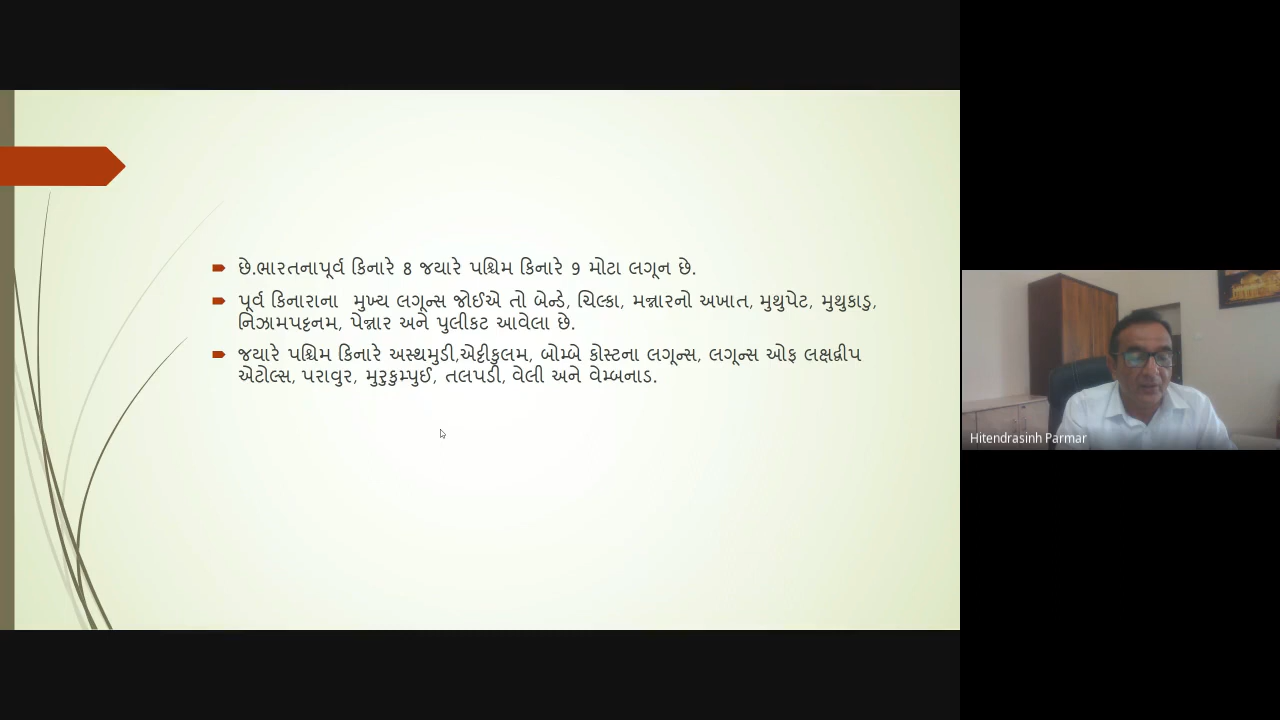 છે.ભારતનાપૂર્વ કિનારે 8 જયારે પશ્ચિમ કિનારે 9 મોટા લગૂન છે.
પૂર્વ કિનારાના મુખ્ય લગૂન્સ જોઈએ તો બેન્ડે, ચિલ્કા, મન્નારનો અખાત, મુથુપેટ, મુથુકાડુ,
નિઝામપટ્ટનમ, પેન્નાર અને પુલીકટ આવેલા છે.
જયારે પશ્ચિમ કિનારે અસ્થમુડી,એટ્ટીકુલમ, બોમ્બે કોસ્ટના લગૂન્સ, લગૂન્સ ઓફ લક્ષદ્વીપ
એટોલ્સ, પરાવુર, મુરુકુમ્પુઈ, તલપડી, વેલી અને વેમ્બનાડ.
Hitendrasinh Parmar